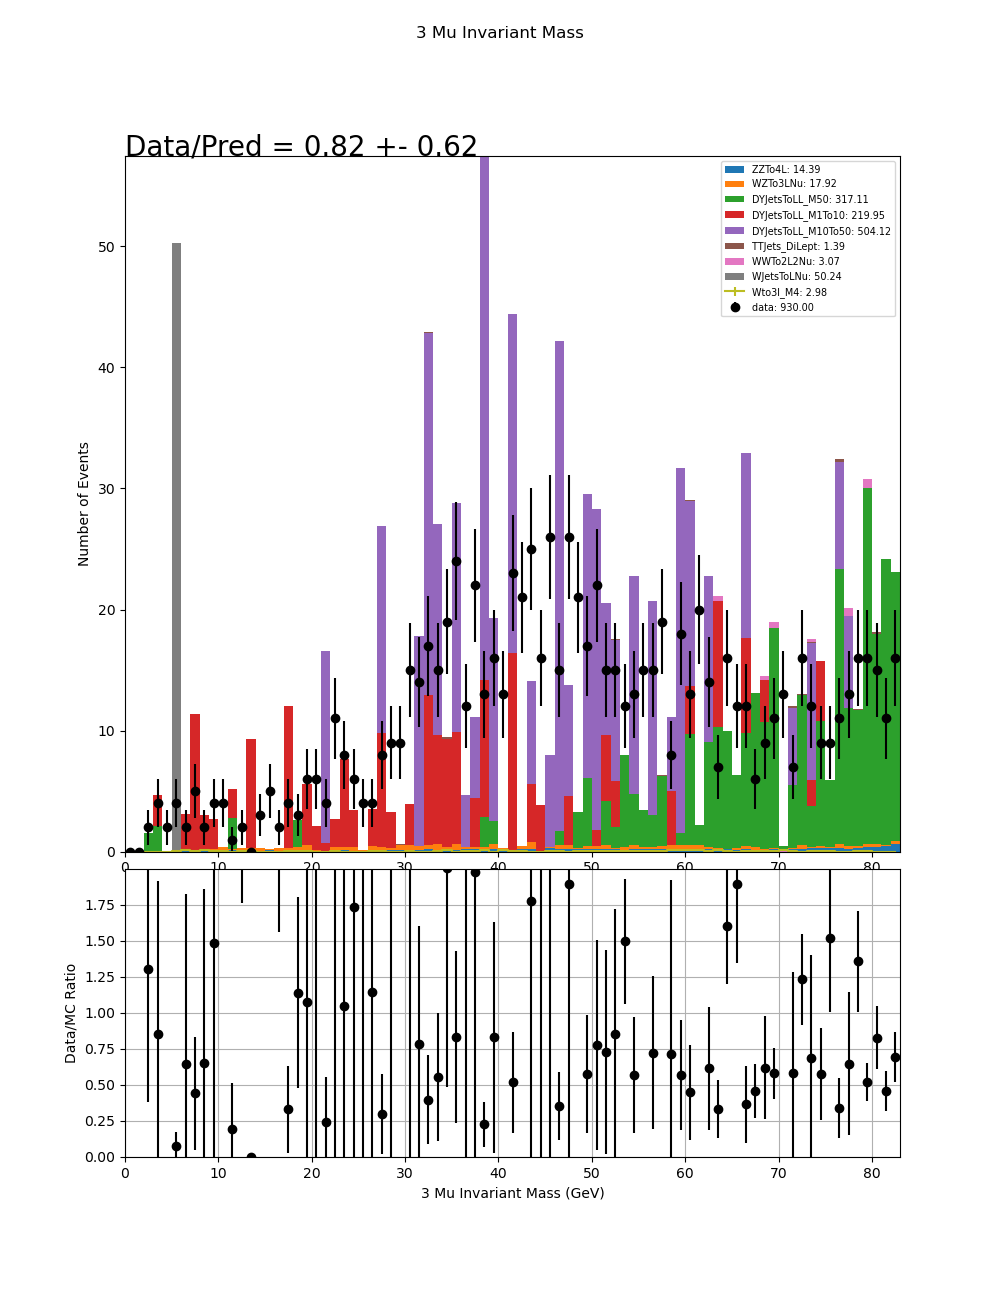 3 Mu Invariant Mass
Data/Pred = 0.82 +- 0.62
ZZTo4L: 14.39
WZTo3LNu: 17.92
DYJetsToLL_M50: 317.11
DYJetsToLL_M1To10: 219.95
DYJetsToLL_M10To50: 504.12
TTJets_DiLept: 1.39
WWTo2L2Nu: 3.07
WJetsToLNu: 50.24
Wto3l_M4: 2.98
data: 930.00
Number of Events
50
40
30
20
10
0
0 10 20 30 40 50 60 70 80
Data/MC Ratio
1.75
1.50
1.25
1.00
0.75
0.50
0.25
0.00
0 10 20 30 40 50 60 70 80
3 Mu Invariant Mass (GeV)